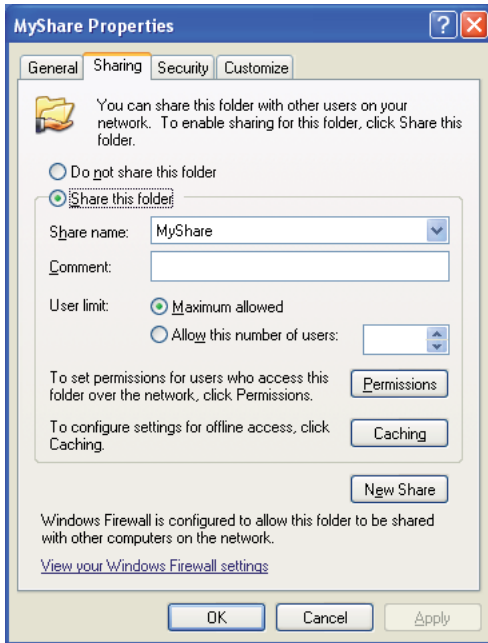 MyShare Properties
General Sharing Security Customize
You can share this folder with other users on your
network. To enable sharing for this folder, click Share this
folder.
Do not share this folder
Share this folder
Share name: MyShare
Comment:
User limit: Maximum allowed
Allow this number of users:
To set permissions for users who access this
folder over the network, click Permissions.
Permissions
To configure settings for offline access, click
Caching.
Caching
New Share
Windows Firewall is configured to allow this folder to be shared
with other computers on the network.
View your Windows Firewall settings
OK Cancel Apply